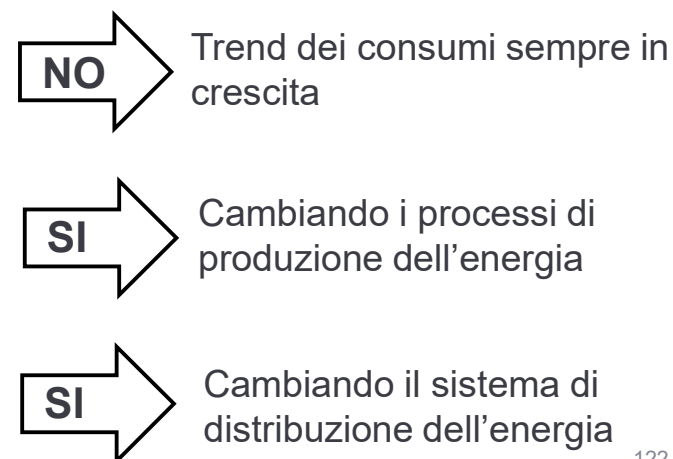 NO
Trend dei consumi sempre in
crescita
SI
Cambiando i processi di
produzione dell'energia
SI
Cambiando il sistema di
distribuzione dell'energia
122